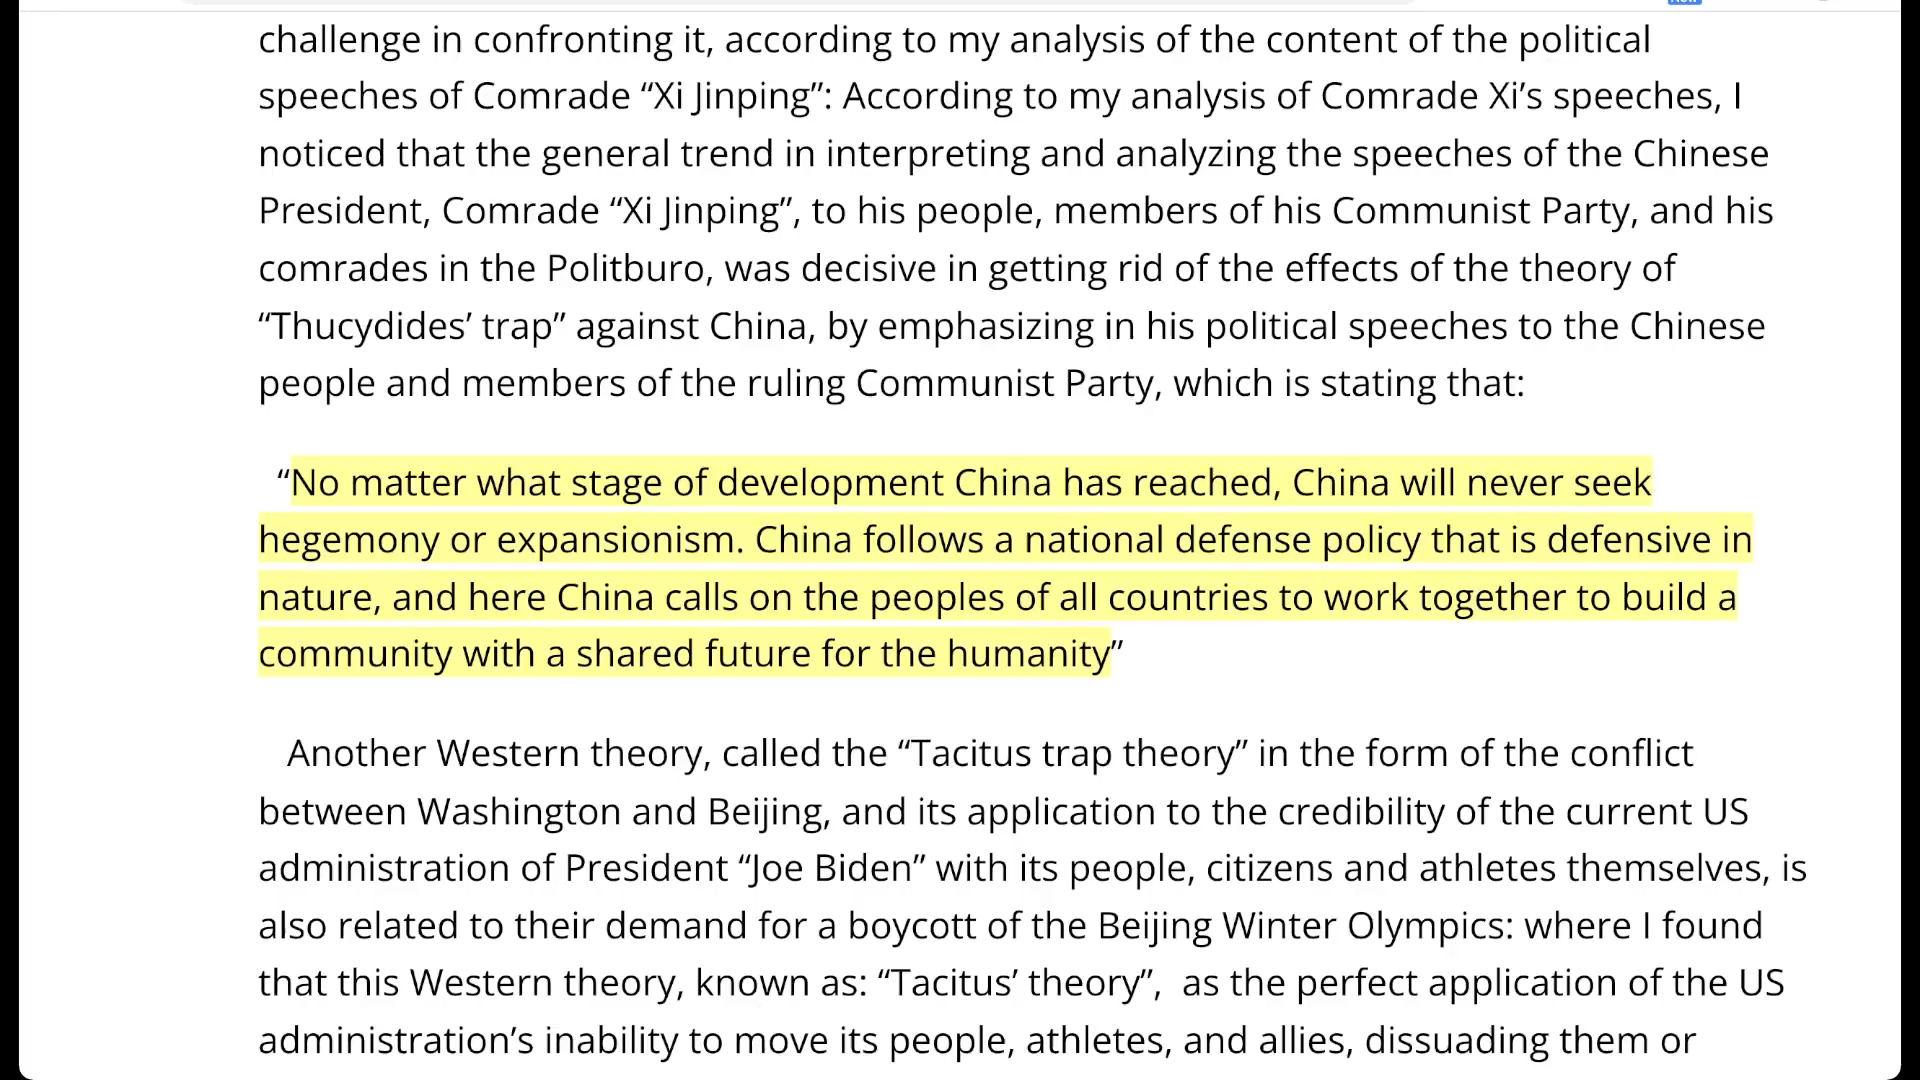 challenge in confronting it, according to my analysis of the content of the political
speeches of Comrade “Xi Jinping”: According to my analysis of Comrade Xi’s speeches, I
noticed that the general trend in interpreting and analyzing the speeches of the Chinese
President, Comrade “Xi Jinping”, to his people, members of his Communist Party, and his
comrades in the Politburo, was decisive in getting rid of the effects of the theory of
“Thucydides’ trap” against China, by emphasizing in his political speeches to the Chinese
people and members of the ruling Communist Party, which is stating that:
“No matter what stage of development China has reached, China will never seek
hegemony or expansionism. China follows a national defense policy that is defensive in
nature, and here China calls on the peoples of all countries to work together to build a
community with a shared future for the humanity”
Another Western theory, called the “Tacitus trap theory” in the form of the conflict
between Washington and Beijing, and its application to the credibility of the current US
administration of President “Joe Biden” with its people, citizens and athletes themselves, is
also related to their demand for a boycott of the Beijing Winter Olympics: where I found
that this Western theory, known as: “Tacitus’ theory”,  as the perfect application of the US
administration’s inability to move its people, athletes, and allies, dissuading them or